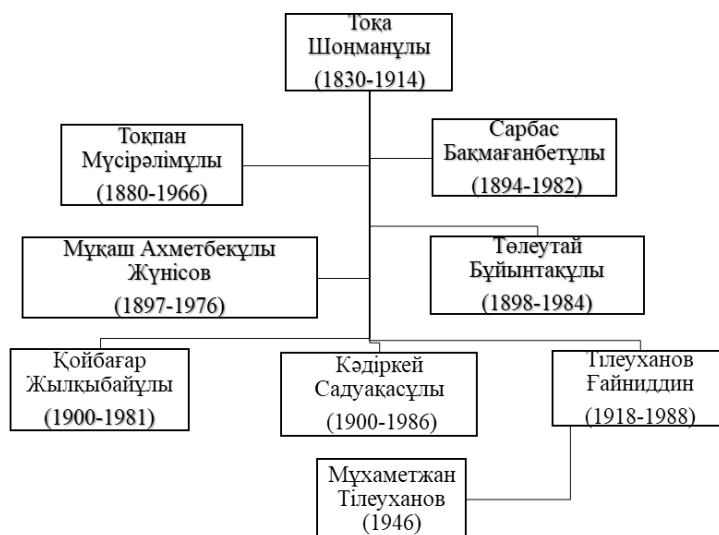 Тоқа
Шоңманұлы
(1830-1914)
Тоқпан
Мүсірәлімұлы
(1880-1966)
Сарбас
Бақмағанбетұлы
(1894-1982)
Мұқаш Ахметбекұлы
Жүнісов
(1897-1976)
Төлеутай
Бұйынтақұлы
(1898-1984)
Қойбағар
Жылқыбайұлы
(1900-1981)
Кәдіркей
Садуақасұлы
(1900-1986)
Тілеуханов
Ғайниддин
(1918-1988)
Мұхаметжан
Тілеуханов
(1946)